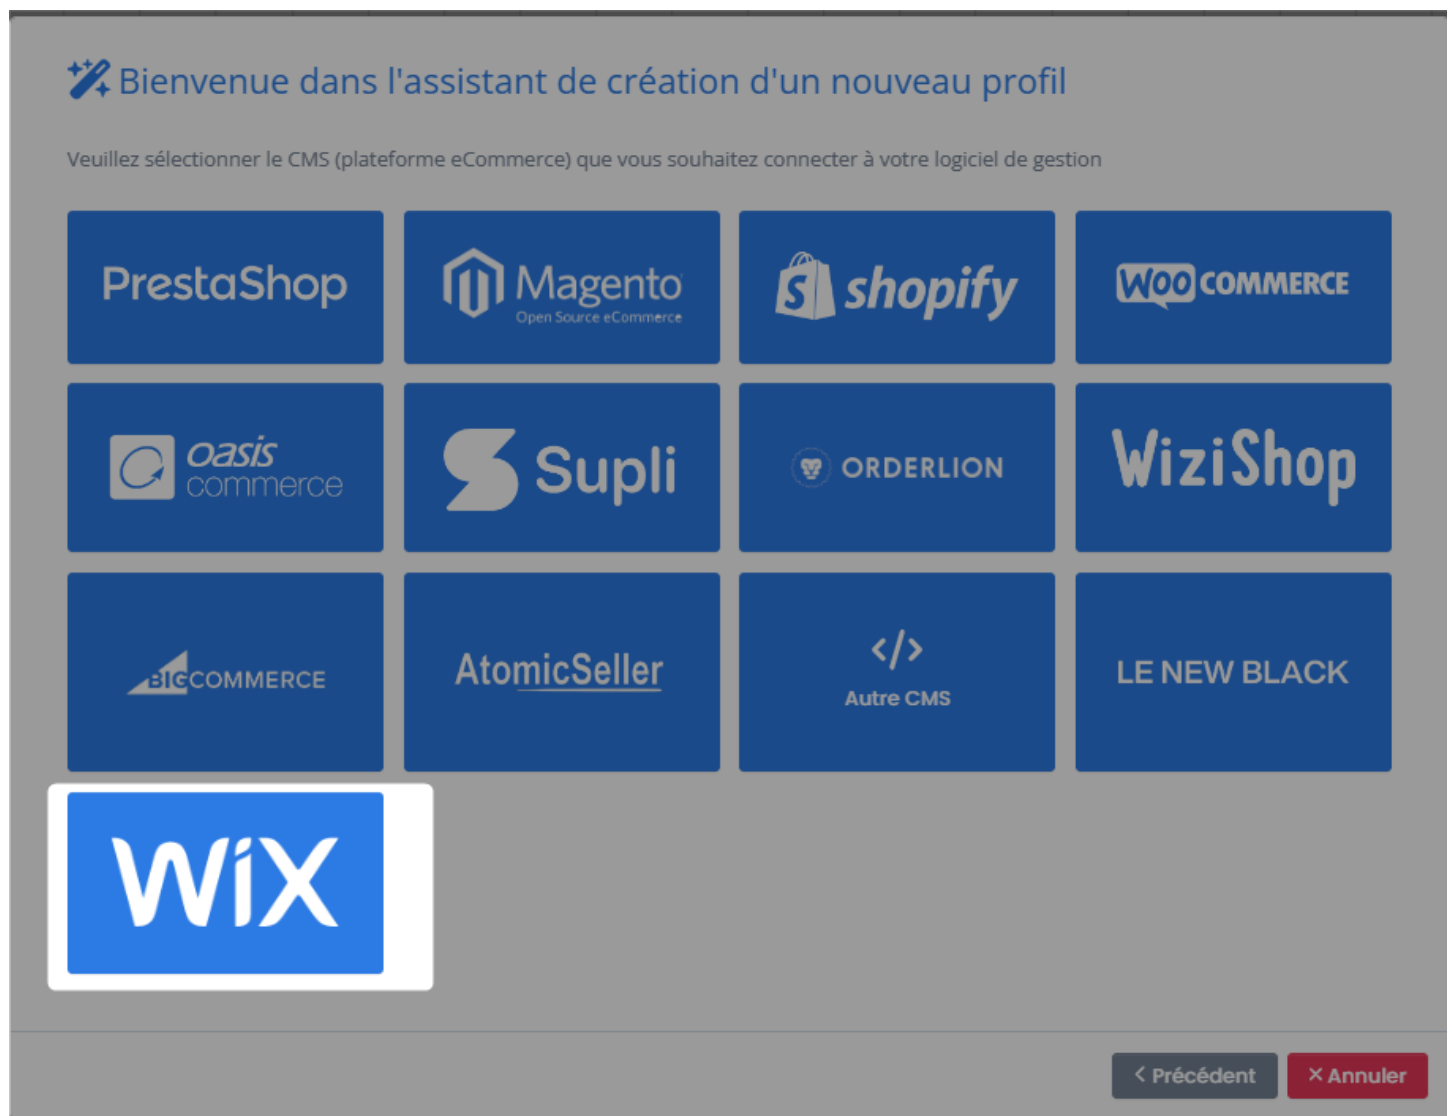 Bienvenue dans l'assistant de création d'un nouveau profil
Veuillez sélectionner le CMS (plateforme eCommerce) que vous souhaitez connecter à votre logiciel de gestion
PrestaShop
Magento
Open Source eCommerce
shopify
WOO COMMERCE
oasis
commerce
Supli
ORDERLION
WiziShop
BIGCOMMERCE
AtomicSeller
</>
Autre CMS
LE NEW BLACK
WiX
< Précédent
× Annuler